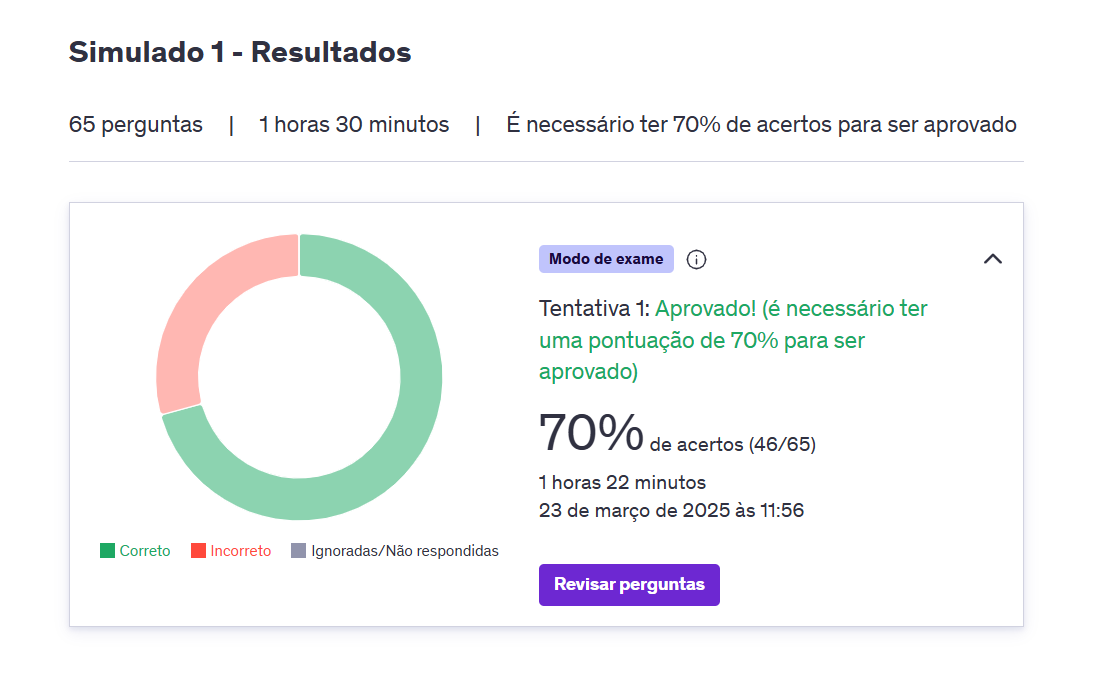 Simulado 1 - Resultados
65 perguntas | 1 horas 30 minutos | É necessário ter 70% de acertos para ser aprovado
Modo de exame
Tentativa 1: Aprovado! (é necessário ter
uma pontuação de 70% para ser
aprovado)
70% de acertos (46/65)
1 horas 22 minutos
23 de março de 2025 às 11:56
Correto Incorreto Ignoradas/Não respondidas
Revisar perguntas